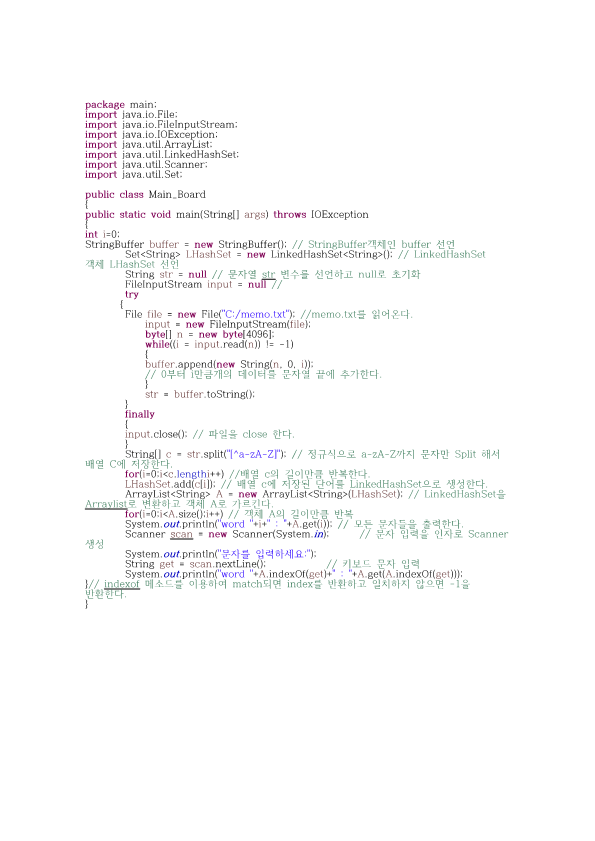 package main;
import java.io.File;
import java.io.FileInputStream;
import java.io.IOException;
import java.util.ArrayList;
import java.util.LinkedHashSet;
import java.util.Scanner;
import java.util.Set;
public class Main_Board
{
public static void main(String[] args) throws IOException
{
int i=0;
StringBuffer buffer = new StringBuffer(); // StringBuffer객체인 buffer 선언
Set<String> LHashSet = new LinkedHashSet<String>(); // LinkedHashSet
객체 LHashSet 선언
String str = null // 문자열 str 변수를 선언하고 null로 초기화
FileInputStream input = null //
try
{
File file = new File("C:/memo.txt"); //memo.txt를 읽어온다.
input = new FileInputStream(file);
byte[] n = new byte[4096];
while((i = input.read(n)) != -1)
{
buffer.append(new String(n, 0, i));
// 0부터 i만큼개의 데이터를 문자열 끝에 추가한다.
}
str = buffer.toString();
}
finally
{
input.close(); // 파일을 close 한다.
}
String[] c = str.split("[^a-zA-Z]"); // 정규식으로 a-zA-Z까지 문자만 Split 해서
배열 C에 저장한다.
for(i=0;i<c.lengthi++) //배열 c의 길이만큼 반복한다.
LHashSet.add(c[i]); // 배열 c에 저장된 단어를 LinkedHashSet으로 생성한다.
ArrayList<String> A = new ArrayList<String>(LHashSet); // LinkedHashSet을
Arraylist로 변환하고 객체 A로 가르킨다.
for(i=0;i<A.size();i++) // 객체 A의 길이만큼 반복
System.out.println("word "+i+" : "+A.get(i)); // 모든 문자들을 출력한다.
Scanner scan = new Scanner(System.in); // 문자 입력을 인자로 Scanner
생성
System.out.println("문자를 입력하세요:");
String get = scan.nextLine(); // 키보드 문자 입력
System.out.println("word "+A.indexOf(get)+" : "+A.get(A.indexOf(get)));
}// indexof 메소드를 이용하여 match되면 index를 반환하고 일치하지 않으면 -1을
반환한다.
}